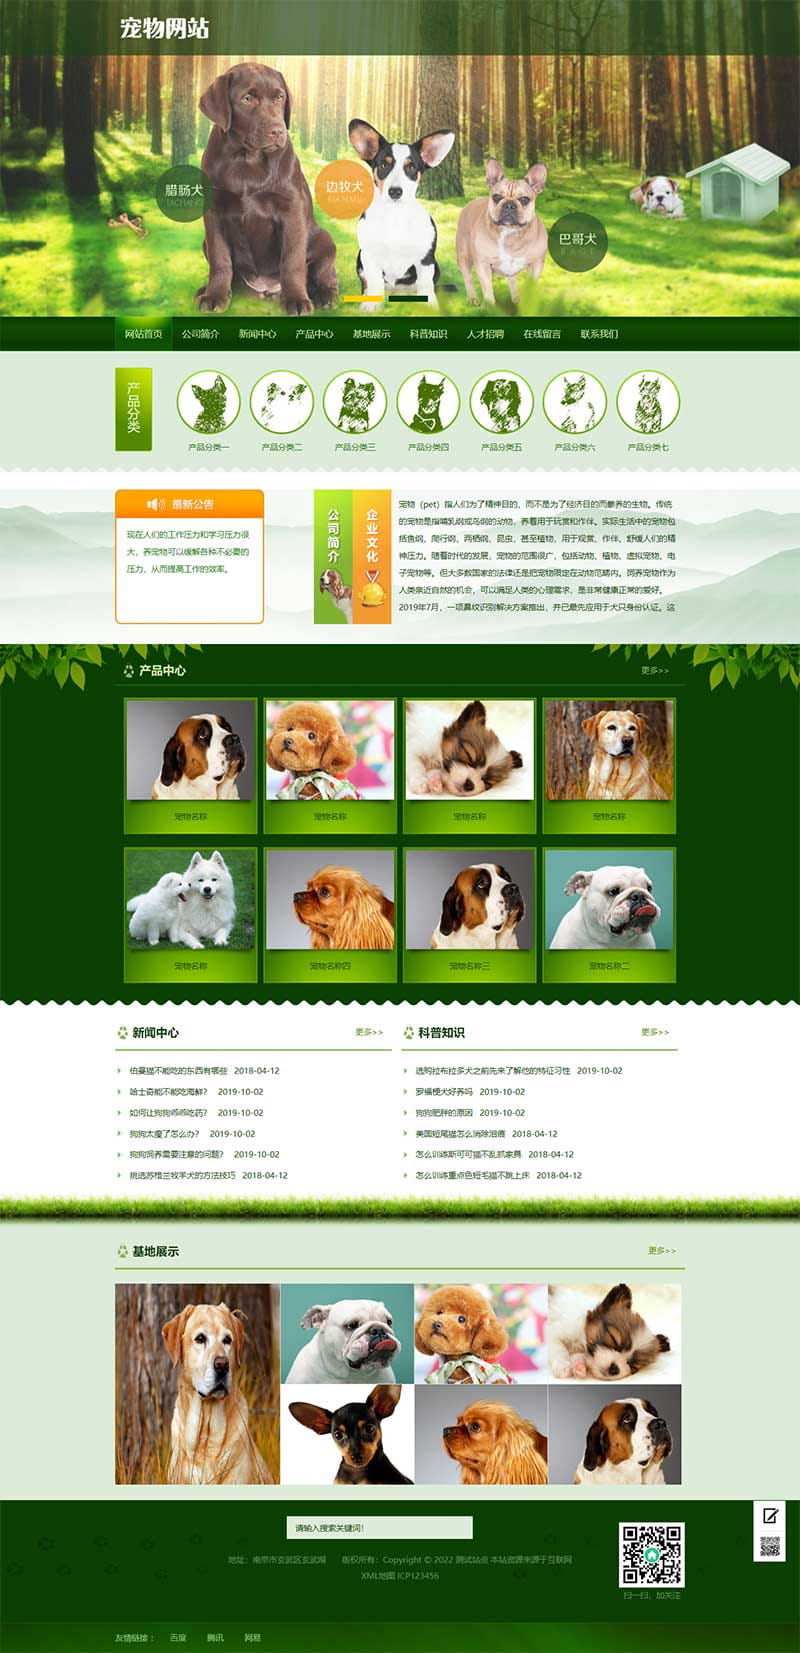 宠物网站
腊肠犬
LACHANG
边牧犬
BIANMU
巴哥犬
BAGE
网站首页 公司简介 新闻中心 产品中心 基地展示 科普知识 人才招聘 在线留言 联系我们
产品分类
产品分类一 产品分类二 产品分类三 产品分类四 产品分类五 产品分类六 产品分类七
最新公告
现在人们的工作压力和学习压力很
大，养宠物可以缓解各种不必要的
压力，从而提高工作的效率。
公司简介
企业文化
宠物（pet）指人们为了精神目的，而不是为了经济目的而豢养的生物。传统
的宠物是指哺乳纲或鸟纲的动物，养着用于玩赏和作伴。实际生活中的宠物包
括鱼纲、爬行纲、两栖纲、昆虫，甚至植物，用于观赏、作伴、舒缓人们的精
神压力。随着时代的发展，宠物的范围很广，包括动物、植物、虚拟宠物、电
子宠物等。但大多数国家的法律还是把宠物限定在动物范畴内。饲养宠物作为
人类亲近自然的机会，可以满足人类的心理需求，是非常健康正常的爱好。
2019年7月，一项鼻纹识别解决方案推出，并已最先应用于犬只身份认证。这
产品中心
更多>>
宠物名称 宠物名称 宠物名称 宠物名称
宠物名称 宠物名称四 宠物名称三 宠物名称二
新闻中心
更多>>
伯曼猫不能吃的东西有哪些 2018-04-12
哈士奇能不能吃海鲜？ 2019-10-02
如何让狗狗乖乖吃药？ 2019-10-02
狗狗太瘦了怎么办？ 2019-10-02
狗狗饲养需要注意的问题？ 2019-10-02
挑选苏格兰牧羊犬的方法技巧 2018-04-12
科普知识
更多>>
选购拉布拉多犬之前先来了解他的特征习性 2019-10-02
罗福梗犬好养吗 2019-10-02
狗狗肥胖的原因 2019-10-02
美国短尾猫怎么消除泪痕 2018-04-12
怎么训练斯可可猫不乱抓家具 2018-04-12
怎么训练重点色短毛猫不跳上床 2018-04-12
基地展示
更多>>
请输入搜索关键词！
地址：南京市玄武区玄武湖 版权所有：Copyright © 2022 测试站点 本站资源来源于互联网
XML地图 ICP123456
扫一扫，加关注
友情链接： 百度 腾讯 网易